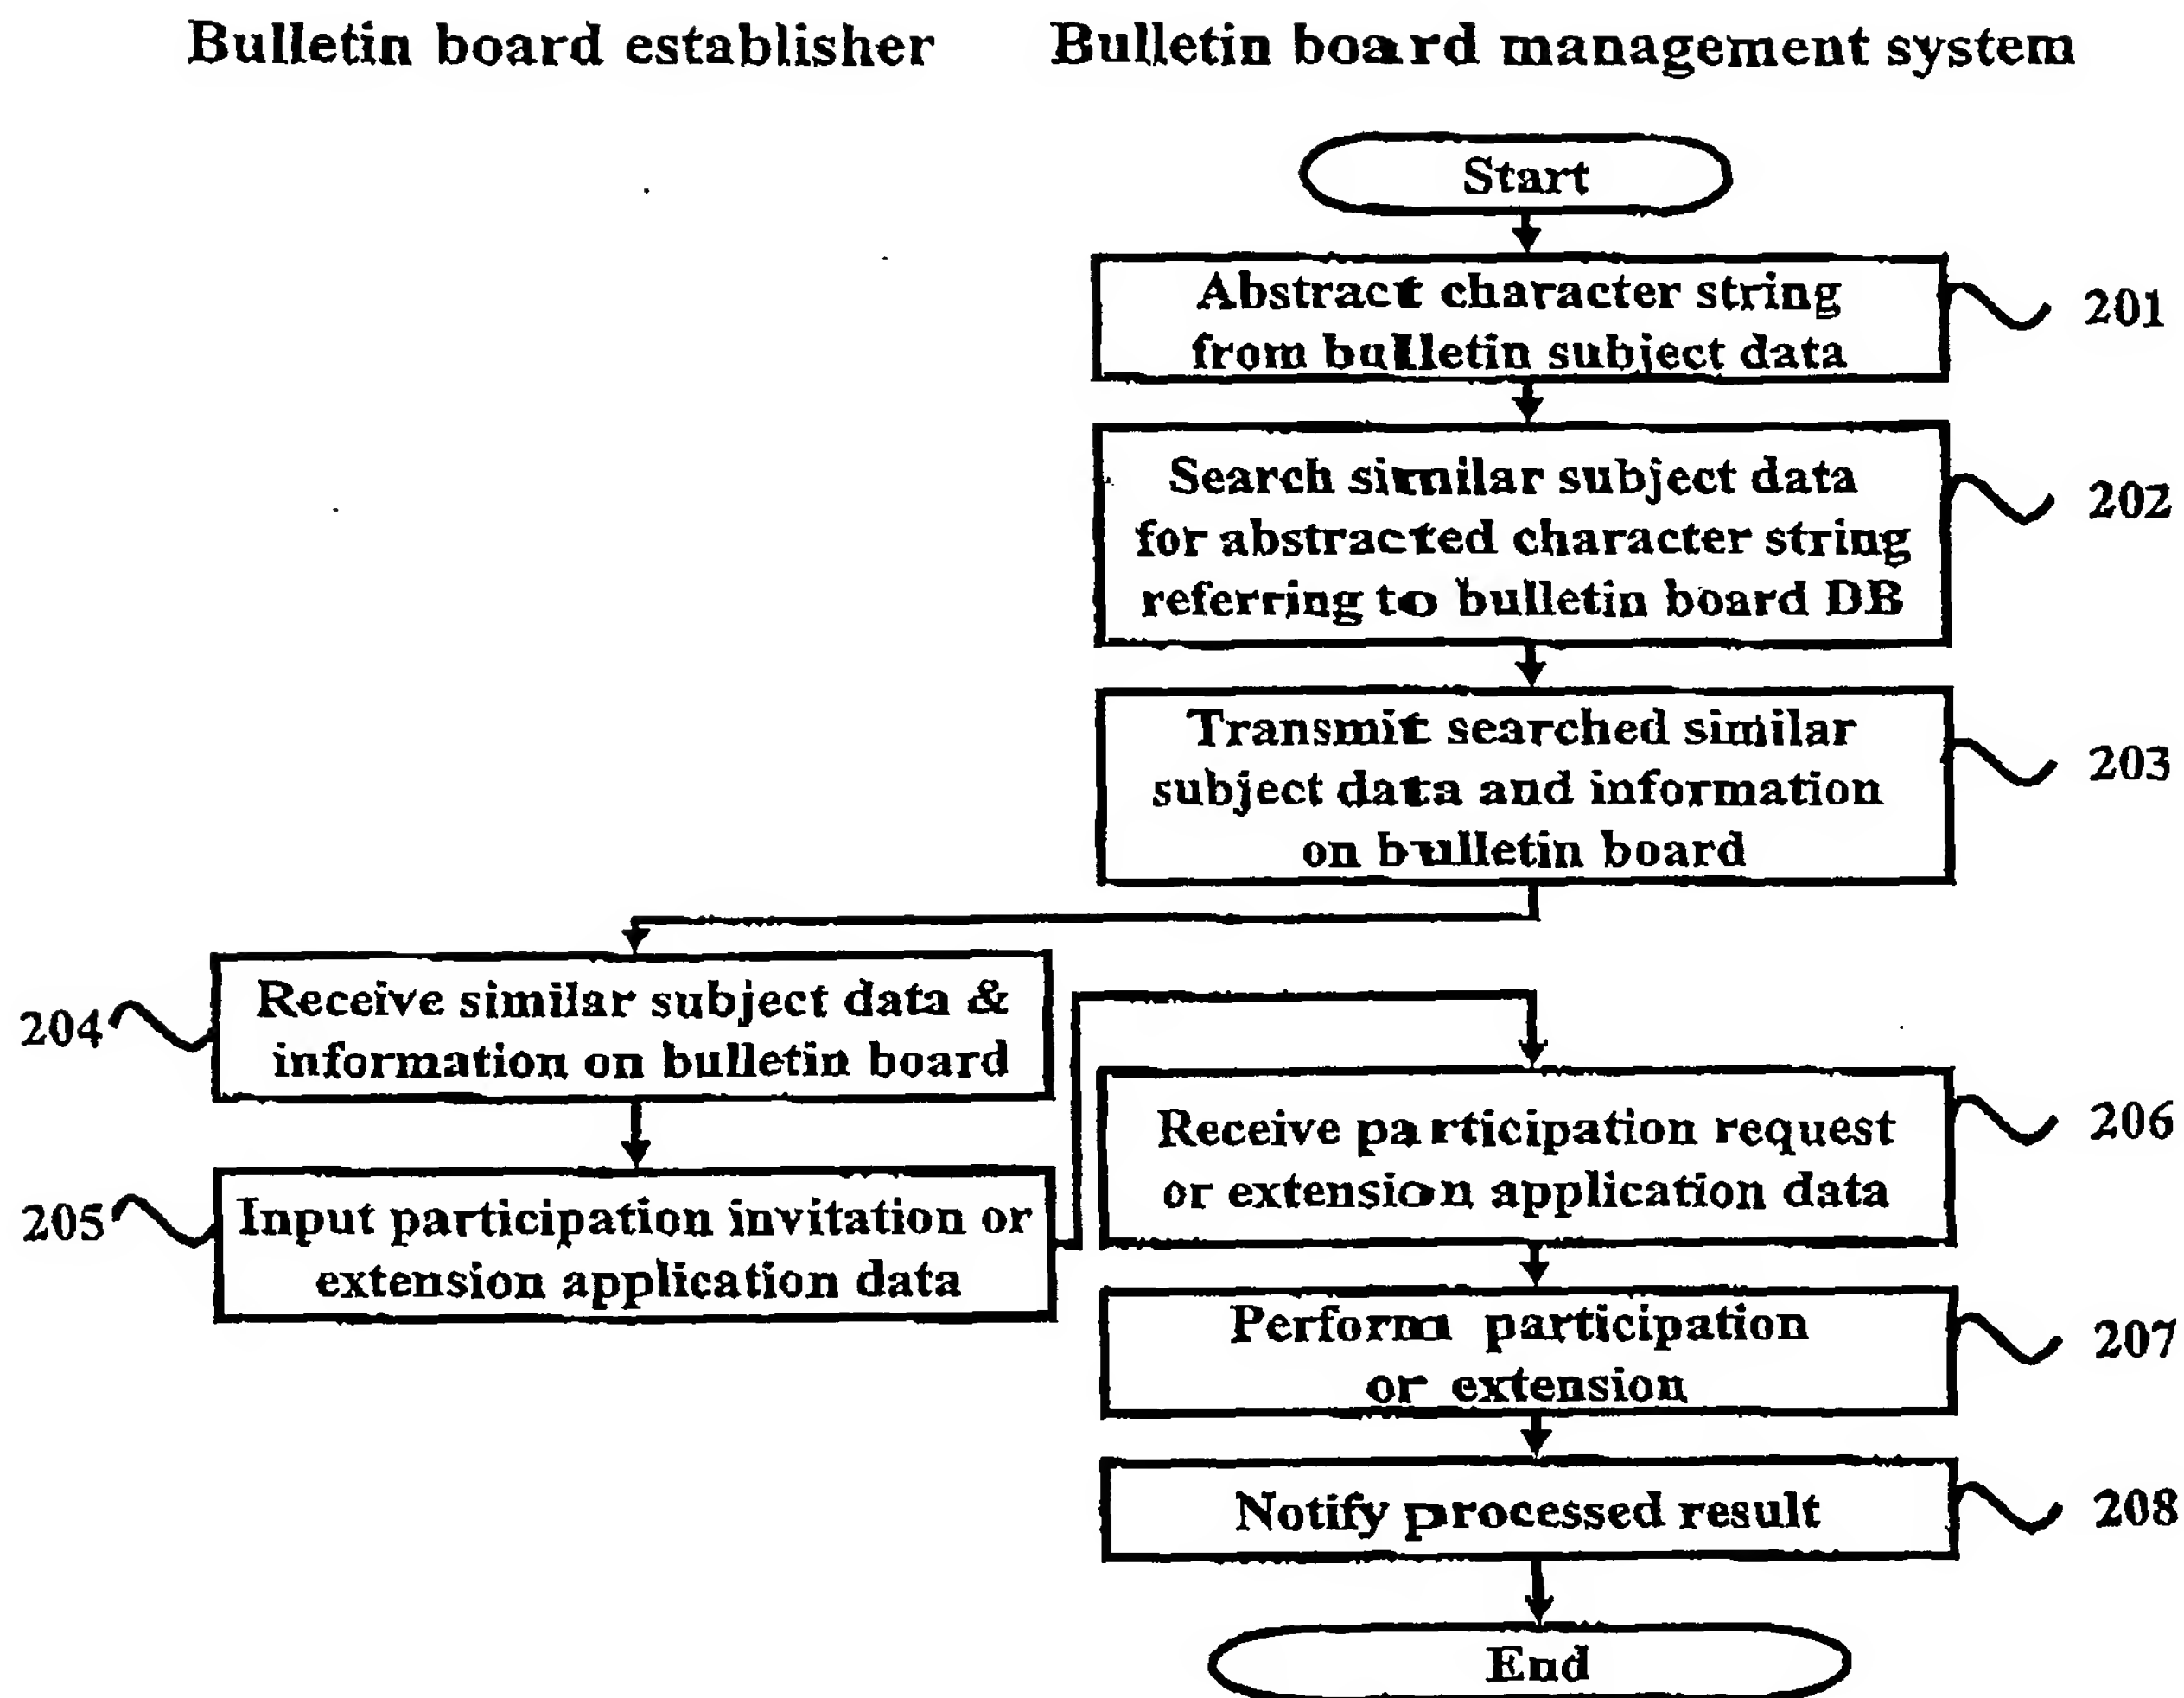 Bulletin board establisher
Bulletin board management system
Start
Abstract character string
from bulletin subject data
201
Search similar subject data
for abstracted character string
referring to bulletin board DB
202
Transmit searched similar
subject data and information
on bulletin board
203
204
Receive similar subject data &
information on bulletin board
205
Input participation invitation or
extension application data
Receive participation request
or extension application data
206
Perform participation
or extension
207
Notify processed result
208
End